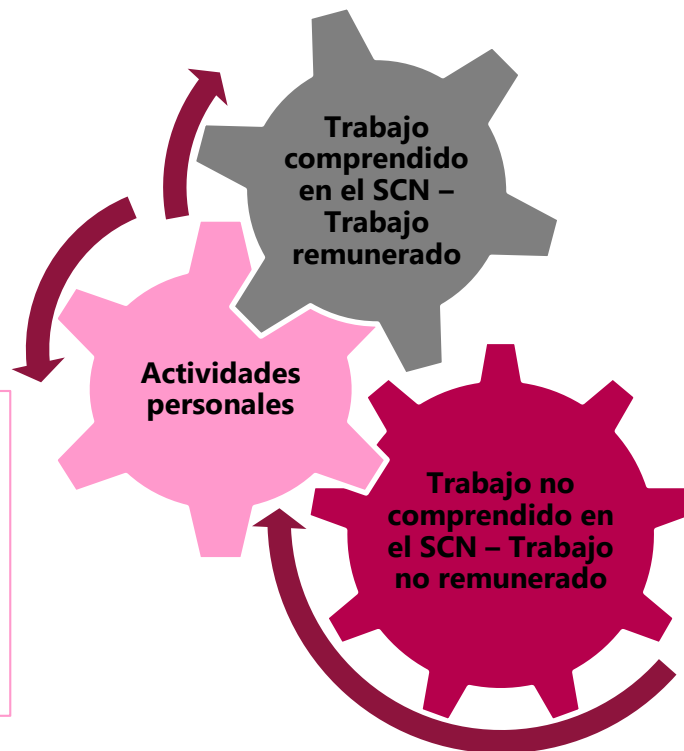 Trabajo
comprendido
en el SCN –
Trabajo
remunerado
Actividades
personales
Trabajo no
comprendido en
el SCN – Trabajo
no remunerado